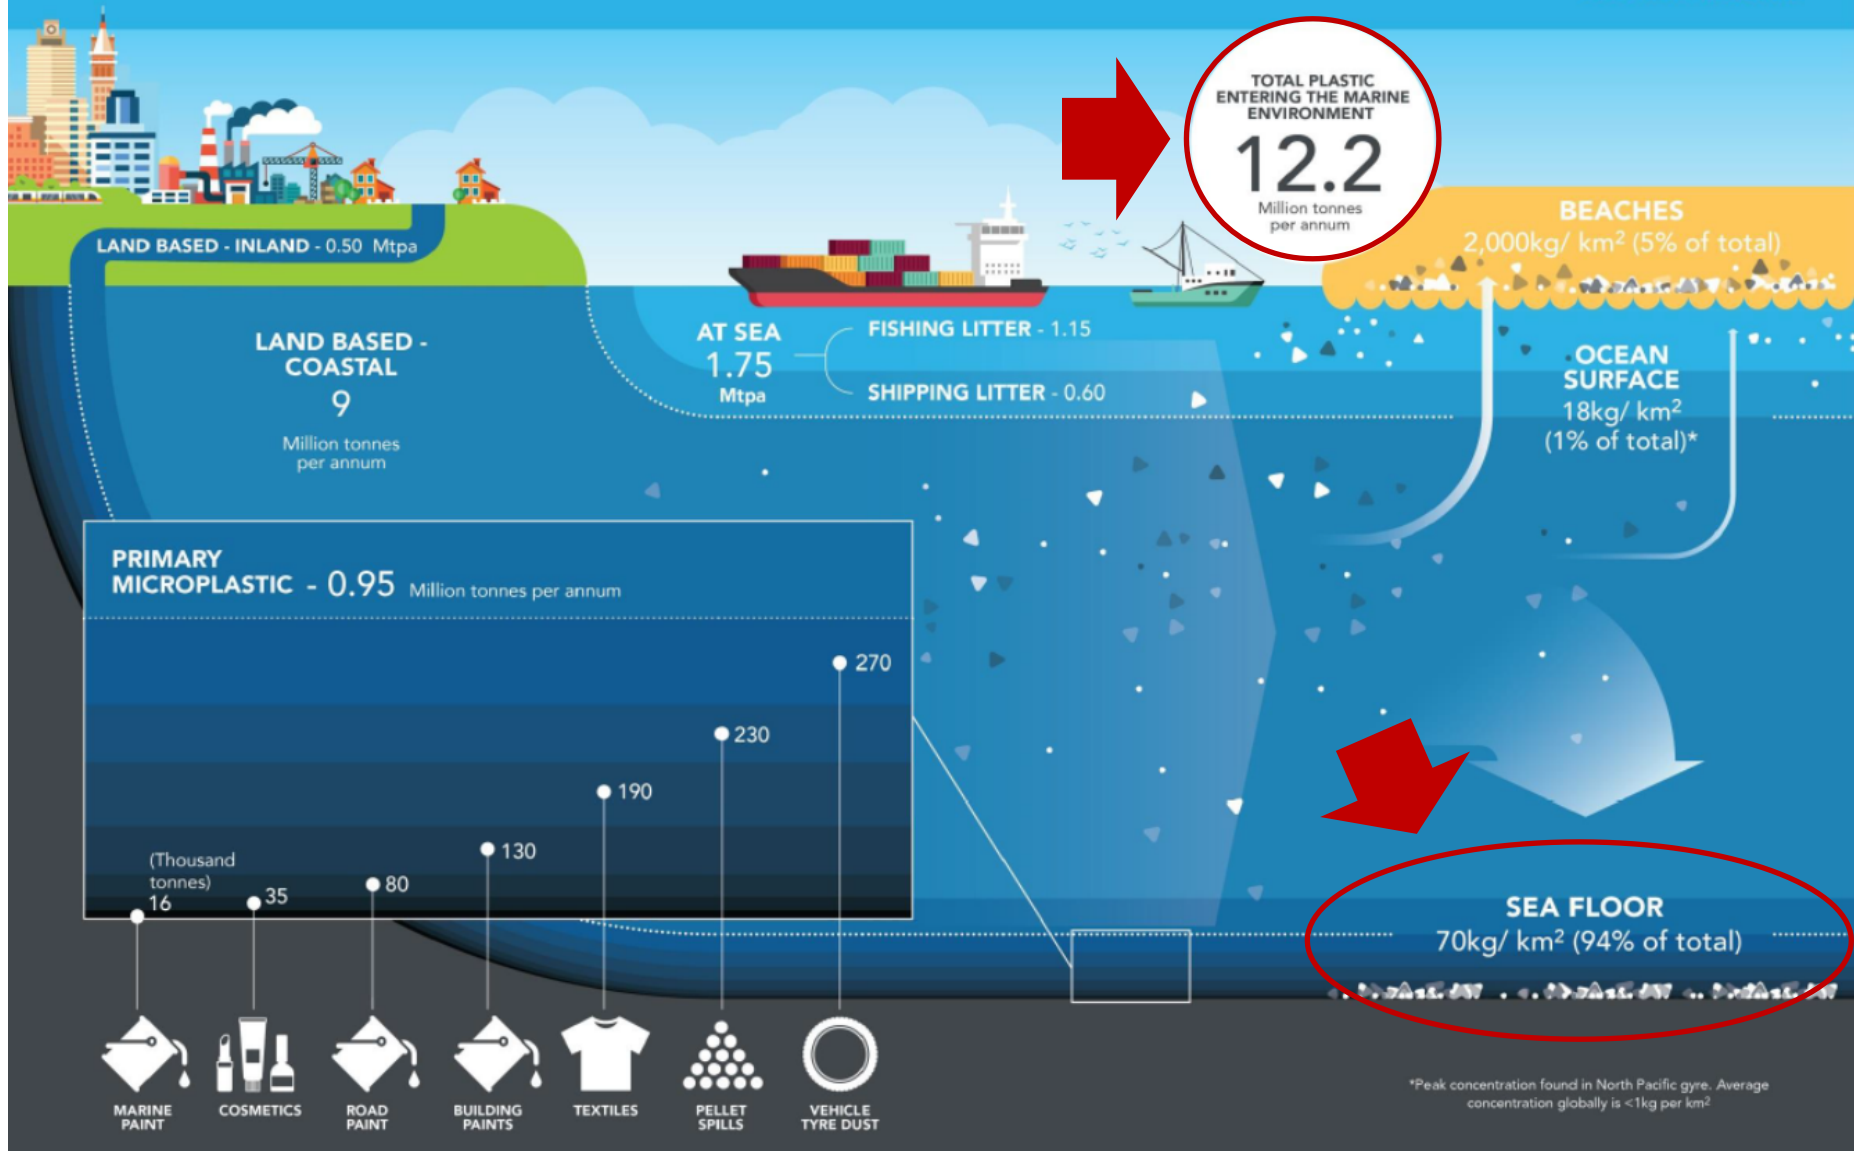 TOTAL PLASTIC
ENTERING THE MARINE
ENVIRONMENT
12.2
Million tonnes
per annum
BEACHES
2,000kg/ km² (5% of total)
LAND BASED - INLAND - 0.50 Mtpa
LAND BASED -
COASTAL
9
Million tonnes
per annum
AT SEA
1.75
Mtpa
FISHING LITTER - 1.15
SHIPPING LITTER - 0.60
OCEAN
SURFACE
18kg/ km²
(1% of total)*
PRIMARY
MICROPLASTIC - 0.95 Million tonnes per annum
270
230
190
130
80
35
(Thousand
tonnes)
16
SEA FLOOR
70kg/ km² (94% of total)
MARINE
PAINT
COSMETICS
ROAD
PAINT
BUILDING
PAINTS
TEXTILES
PELLET
SPILLS
VEHICLE
TYRE DUST
*Peak concentration found in North Pacific gyre. Average
concentration globally is <1kg per km²